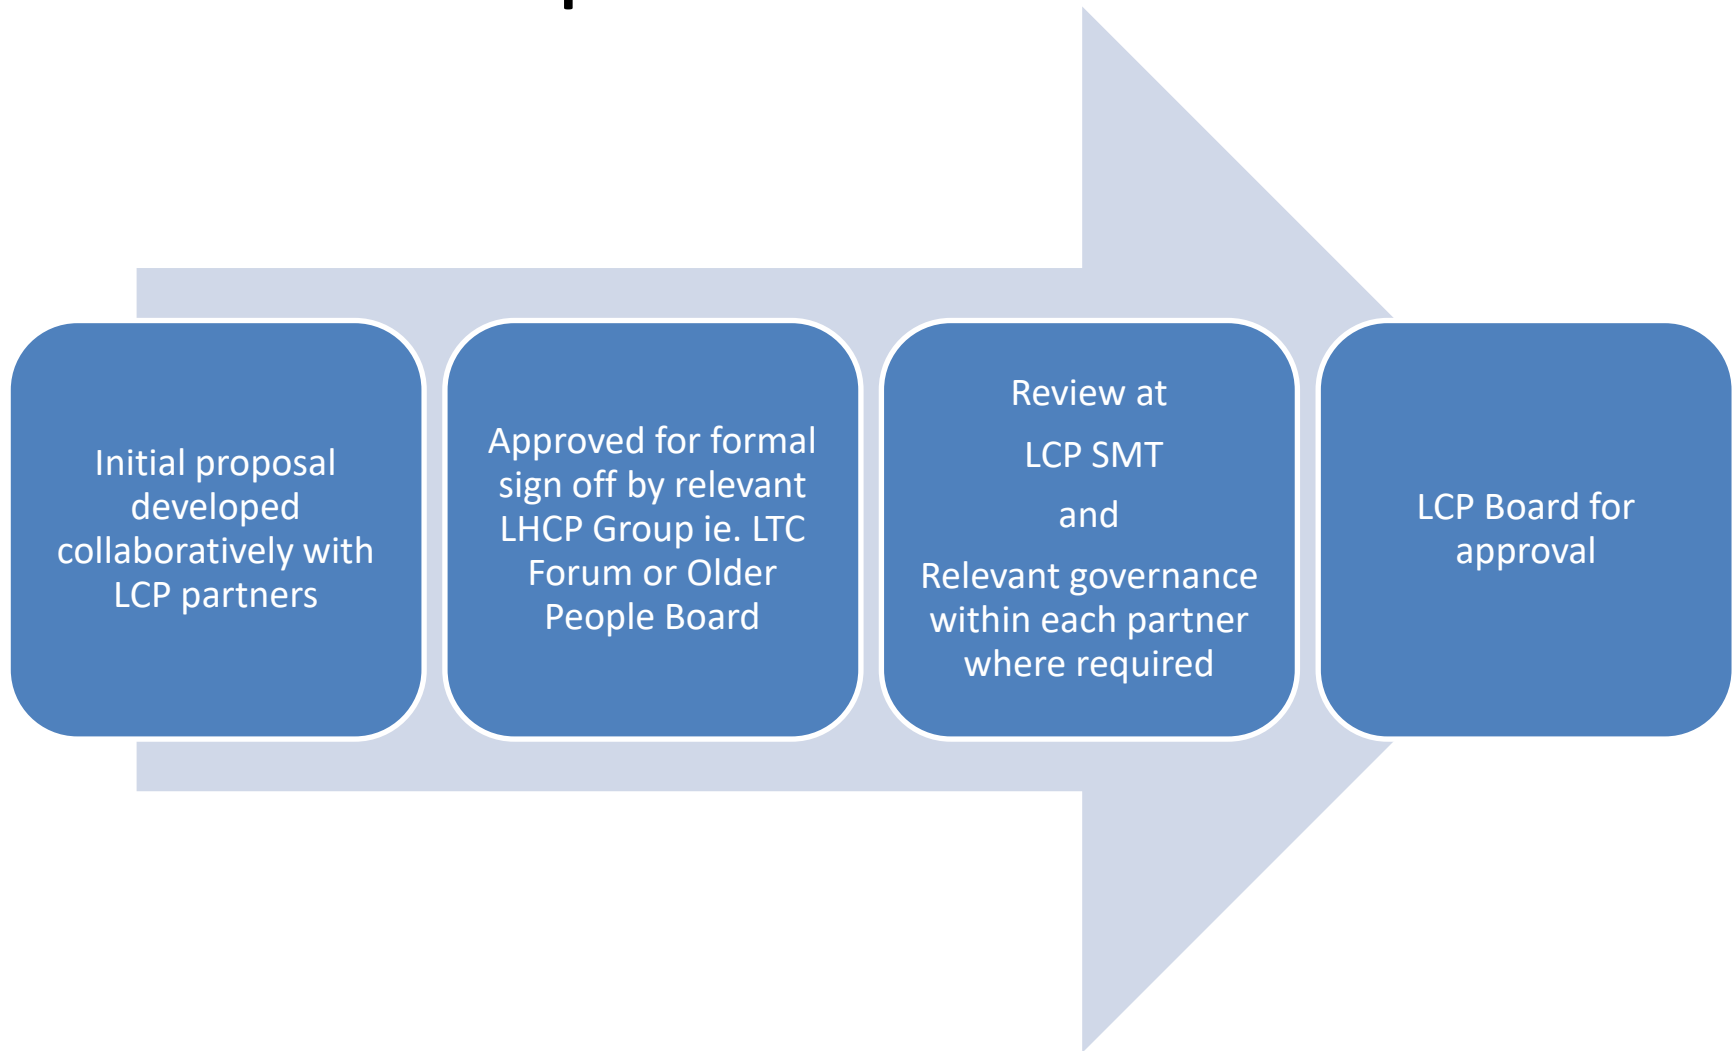 Initial proposal
developed
collaboratively with
LCP partners
Approved for formal
sign off by relevant
LHCP Group ie. LTC
Forum or Older
People Board
Review at
LCP SMT
and
Relevant governance
within each partner
where required
LCP Board for
approval